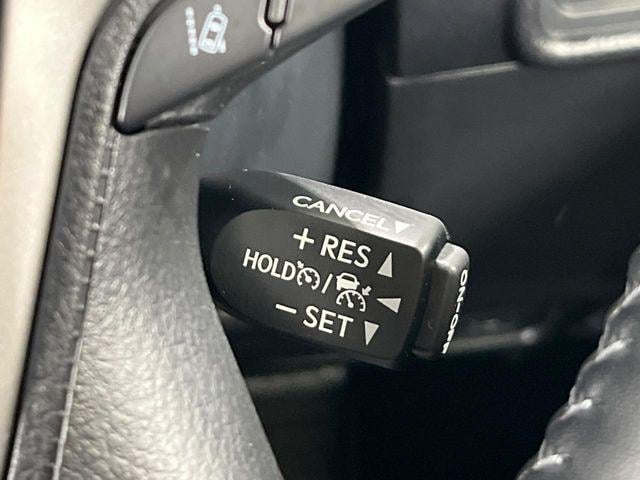 CANCEL▼
+ RES ▲
HOLD / ◄
- SET ▼
ON-OFF